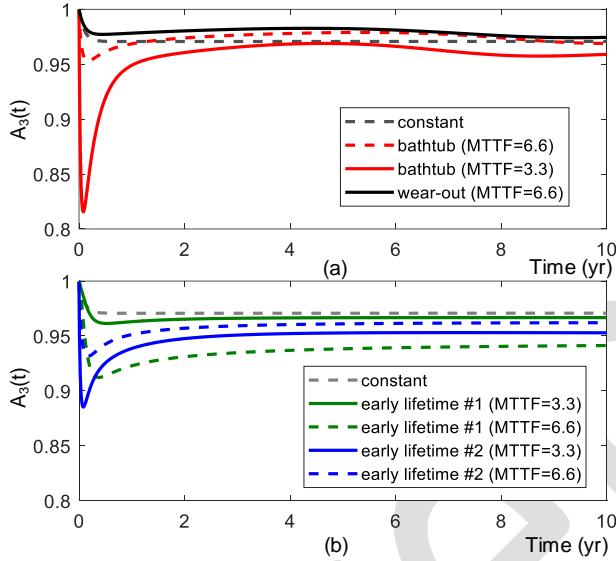 1
0.95
0.9
0.85
0.8
A3(t)
constant
bathtub (MTTF=6.6)
bathtub (MTTF=3.3)
wear-out (MTTF=6.6)
0 2 4 6 8 10
(a) Time (yr)
1
0.95
0.9
0.85
0.8
A3(t)
constant
early lifetime #1 (MTTF=3.3)
early lifetime #1 (MTTF=6.6)
early lifetime #2 (MTTF=3.3)
early lifetime #2 (MTTF=6.6)
0 2 4 6 8 10
(b) Time (yr)